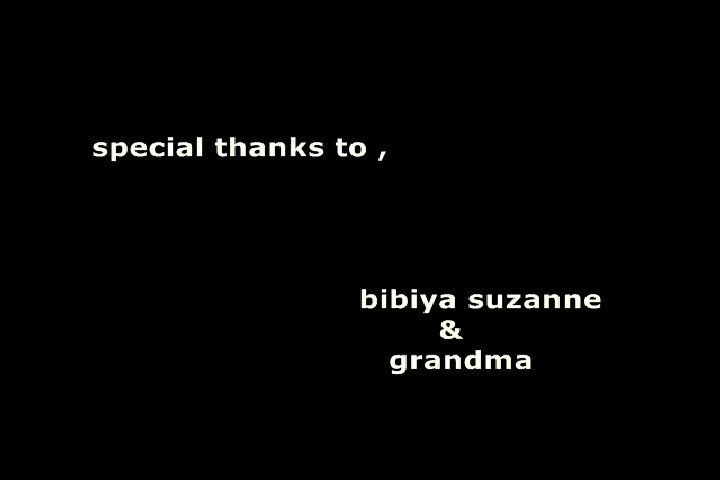 special thanks to ,
bibiya suzanne
&
grandma